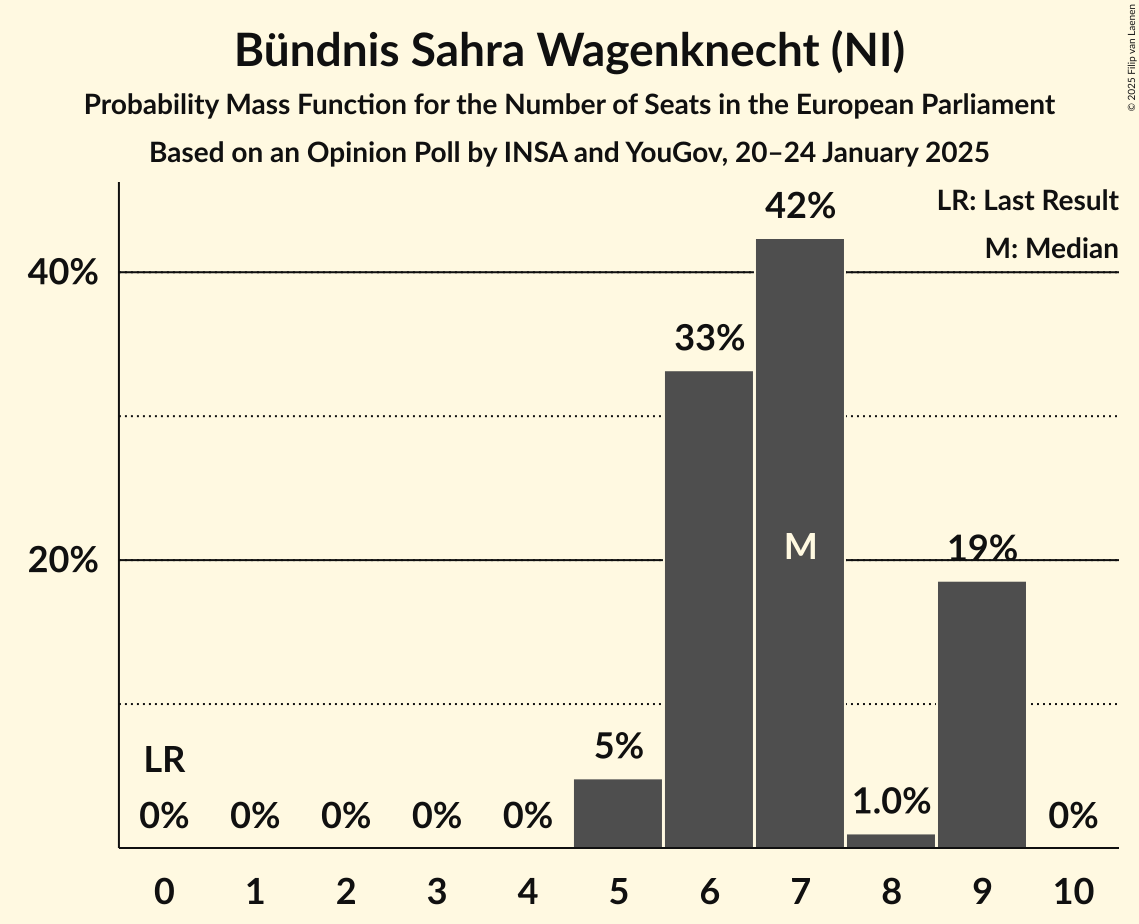 Bündnis Sahra Wagenknecht (NI)
Probability Mass Function for the Number of Seats in the European Parliament
Based on an Opinion Poll by INSA and YouGov, 20–24 January 2025
© 2025 Filip van Laenen
LR: Last Result
M: Median
40%
20%
LR
0%
0%
0%
0%
0%
5%
33%
42%
M
1.0%
19%
0%
0 1 2 3 4 5 6 7 8 9 10